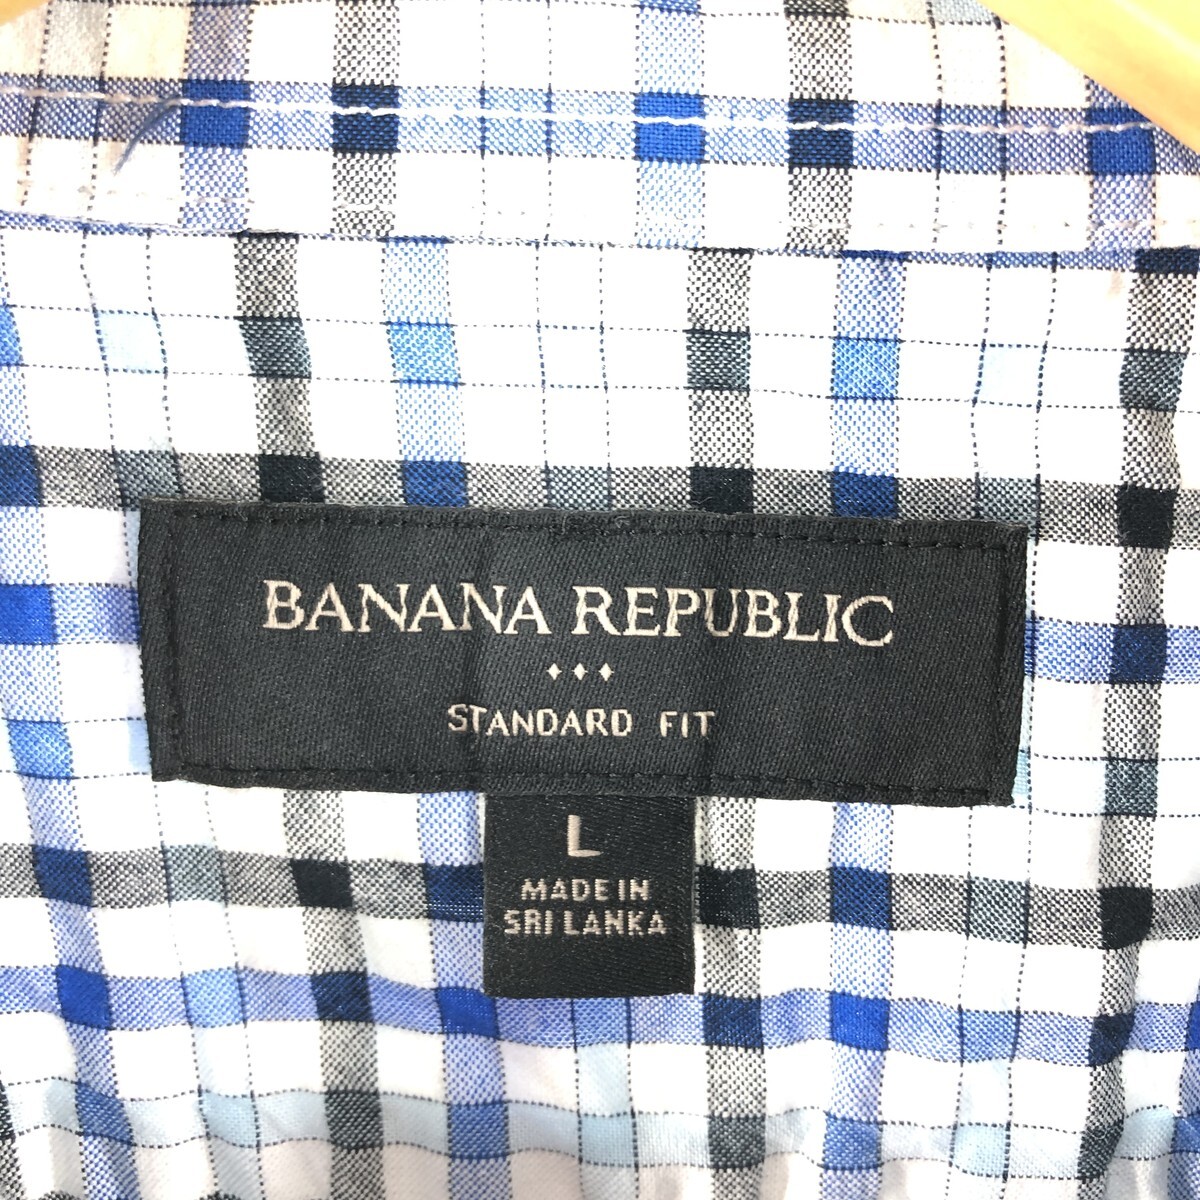 BANANA REPUBLIC
STANDARD FIT
L
MADE IN
SRI LANKA